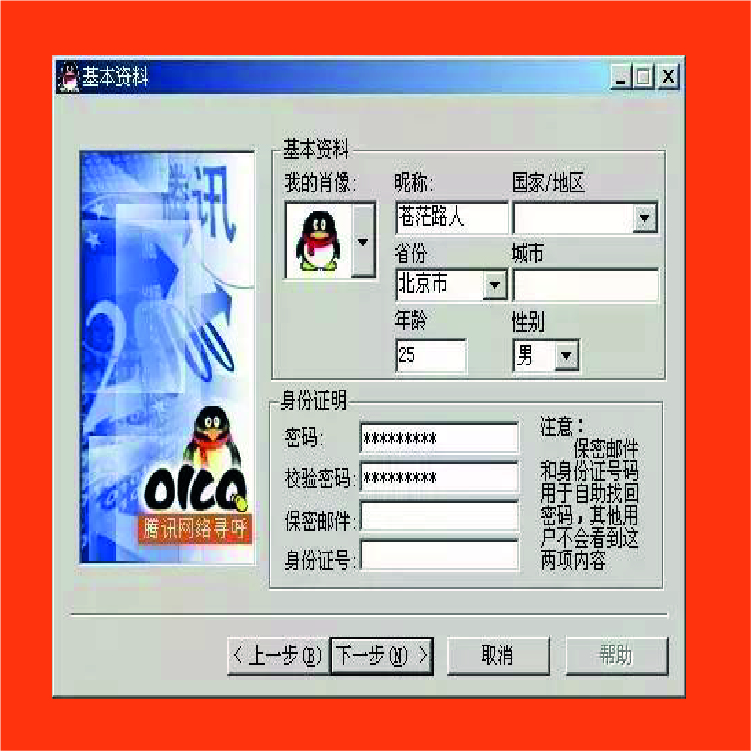 基本资料
腾讯
2000
OICQ
腾讯网络寻呼
基本资料
我的肖像: 昵称: 国家/地区
苍茫路人
省份 城市
北京市
年龄 性别
25 男
身份证明
密码: *********
校验密码: *********
保密邮件:
身份证号:
注意:
保密邮件
和身份证号码
用于自助找回
密码,其他用
户不会看到这
两项内容
< 上一步(B) 下一步(N) > 取消 帮助